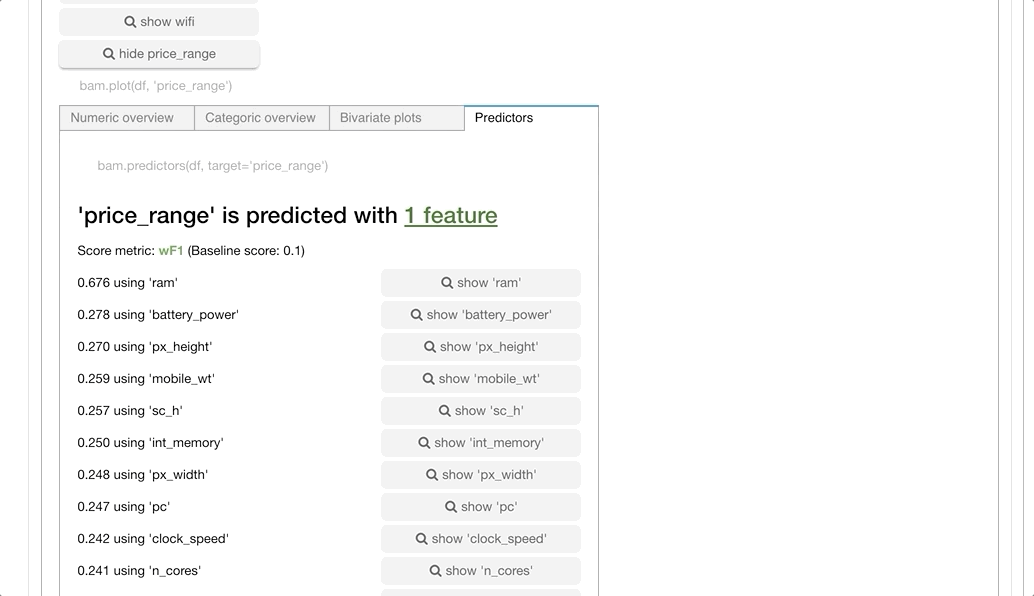 show wifi
hide price_range
bam.plot(df, 'price_range')
Numeric overview Categoric overview Bivariate plots Predictors
bam.predictors(df, target='price_range')
'price_range' is predicted with 1 feature
Score metric: wF1 (Baseline score: 0.1)
0.676 using 'ram' show 'ram'
0.278 using 'battery_power' show 'battery_power'
0.270 using 'px_height' show 'px_height'
0.259 using 'mobile_wt' show 'mobile_wt'
0.257 using 'sc_h' show 'sc_h'
0.250 using 'int_memory' show 'int_memory'
0.248 using 'px_width' show 'px_width'
0.247 using 'pc' show 'pc'
0.242 using 'clock_speed' show 'clock_speed'
0.241 using 'n_cores' show 'n_cores'